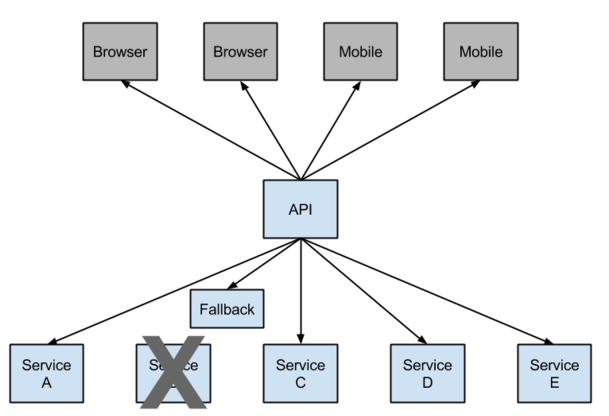 Browser
Browser
Mobile
Mobile
API
Fallback
Service
A
Service
C
Service
D
Service
E